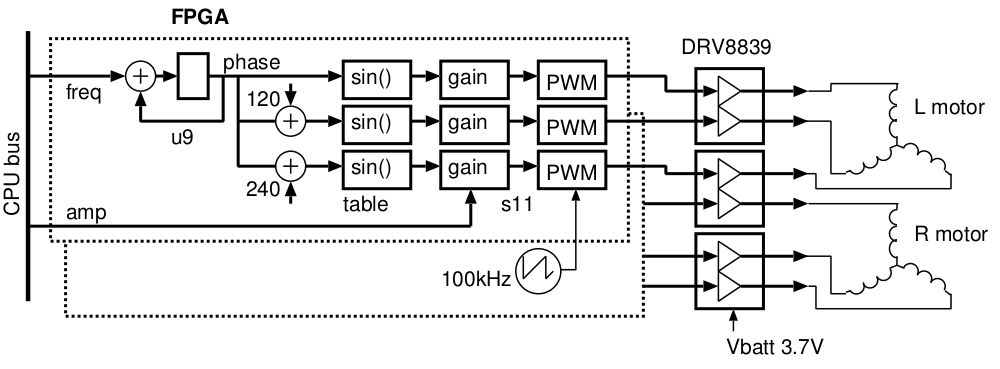 FPGA
DRV8839
phase
freq
sin()
gain
PWM
120
L motor
u9
sin()
gain
PWM
CPU bus
240
sin()
gain
PWM
table
s11
amp
R motor
100kHz
Vbatt 3.7V